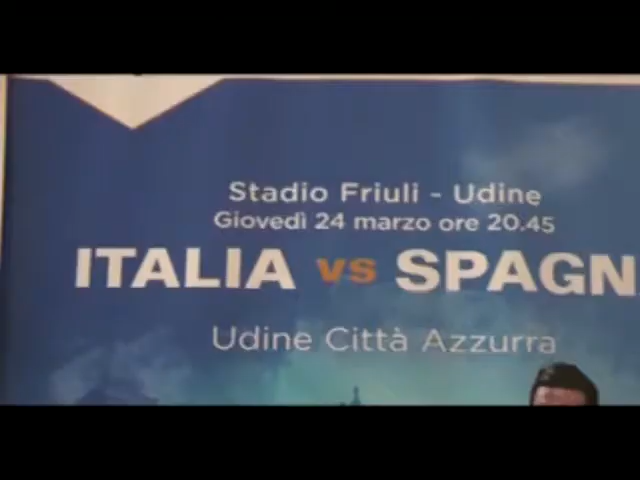 Stadio Friuli - Udine
Giovedì 24 marzo ore 20.45
ITALIA vs SPAGN
Udine Città Azzurra